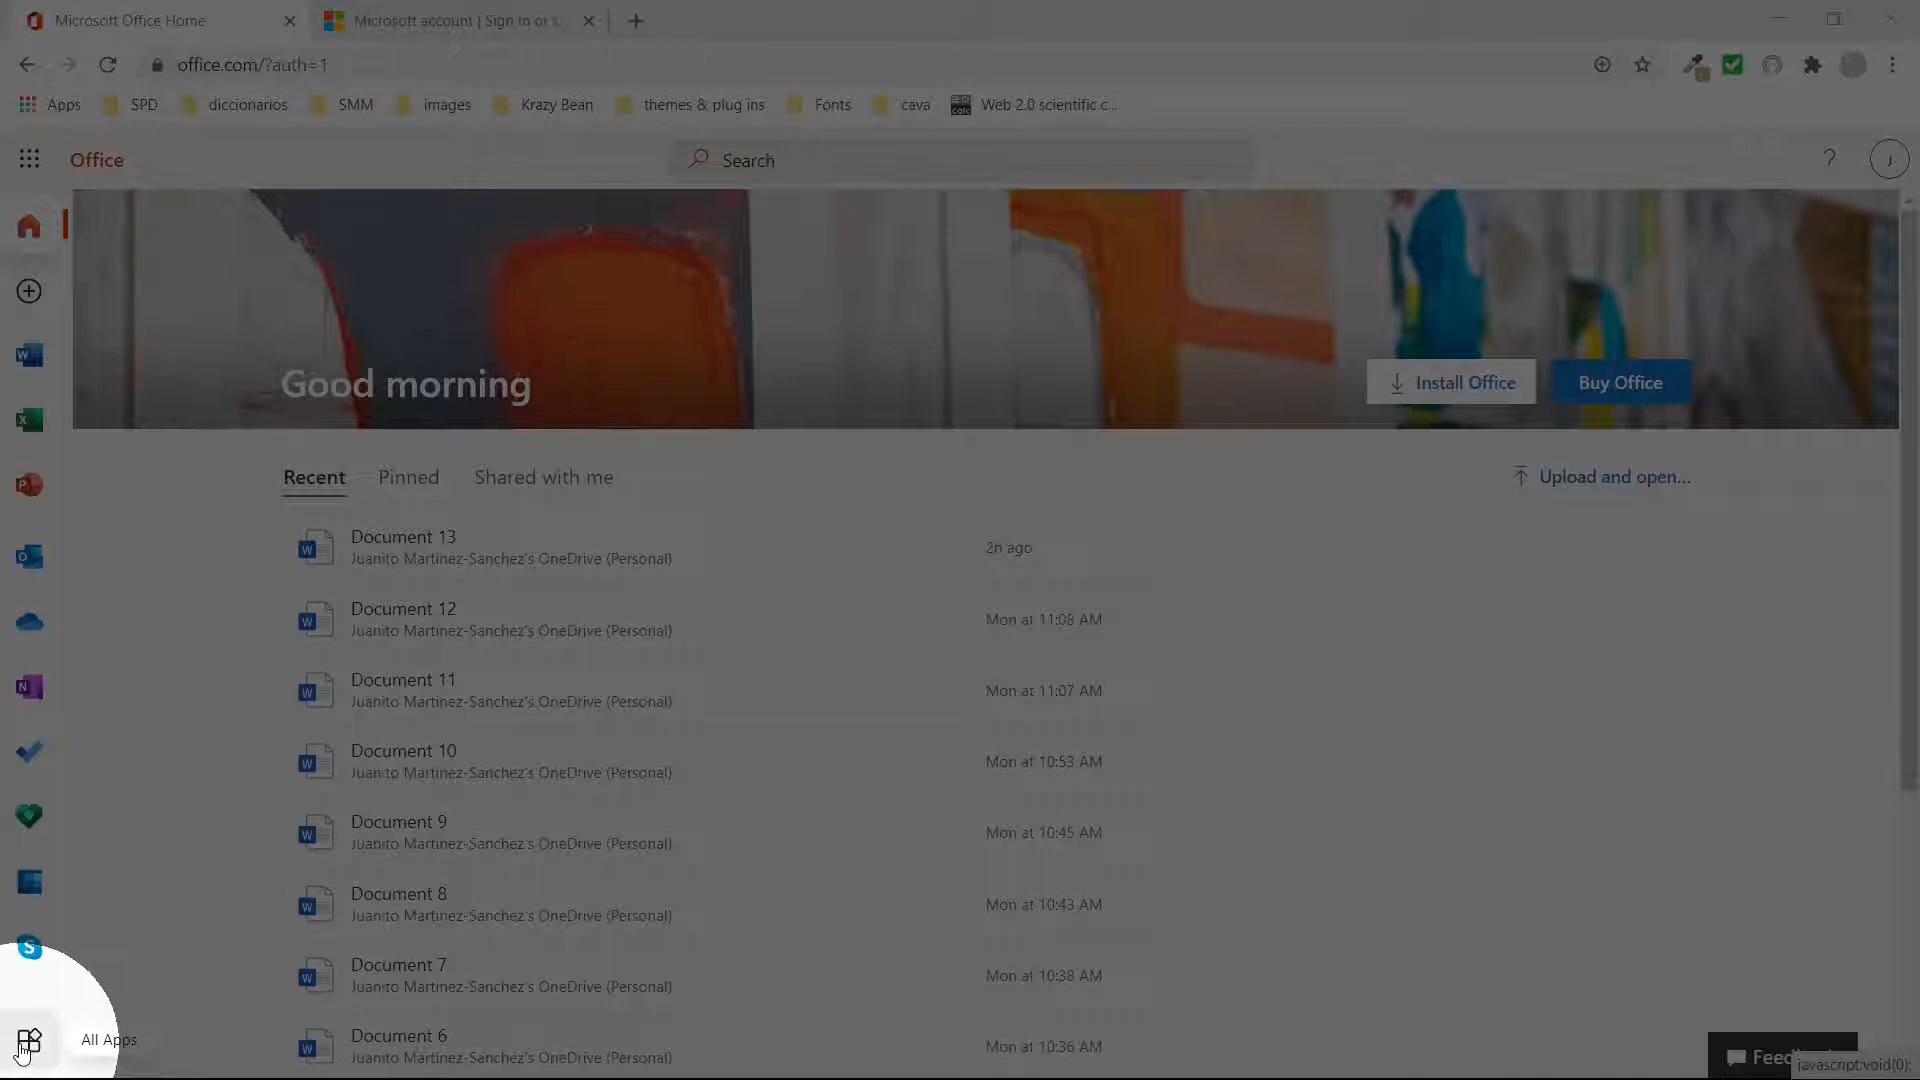 Microsoft Office Home
Microsoft account | Sign In or
office.com/?auth=1
Apps SPD diccionarios SMM images Krazy Bean themes & plug ins Fonts cava Web 2.0 scientific c...
Office
Search
?
J
Good morning
Install Office
Buy Office
Recent Pinned Shared with me
Upload and open...
Document 13
Juanito Martinez-Sanchez's OneDrive (Personal)
2h ago
Document 12
Juanito Martinez-Sanchez's OneDrive (Personal)
Mon at 11:08 AM
Document 11
Juanito Martinez-Sanchez's OneDrive (Personal)
Mon at 11:07 AM
Document 10
Juanito Martinez-Sanchez's OneDrive (Personal)
Mon at 10:53 AM
Document 9
Juanito Martinez-Sanchez's OneDrive (Personal)
Mon at 10:45 AM
Document 8
Juanito Martinez-Sanchez's OneDrive (Personal)
Mon at 10:43 AM
Document 7
Juanito Martinez-Sanchez's OneDrive (Personal)
Mon at 10:38 AM
Document 6
Juanito Martinez-Sanchez's OneDrive (Personal)
Mon at 10:36 AM
All Apps
javascript:void(0);